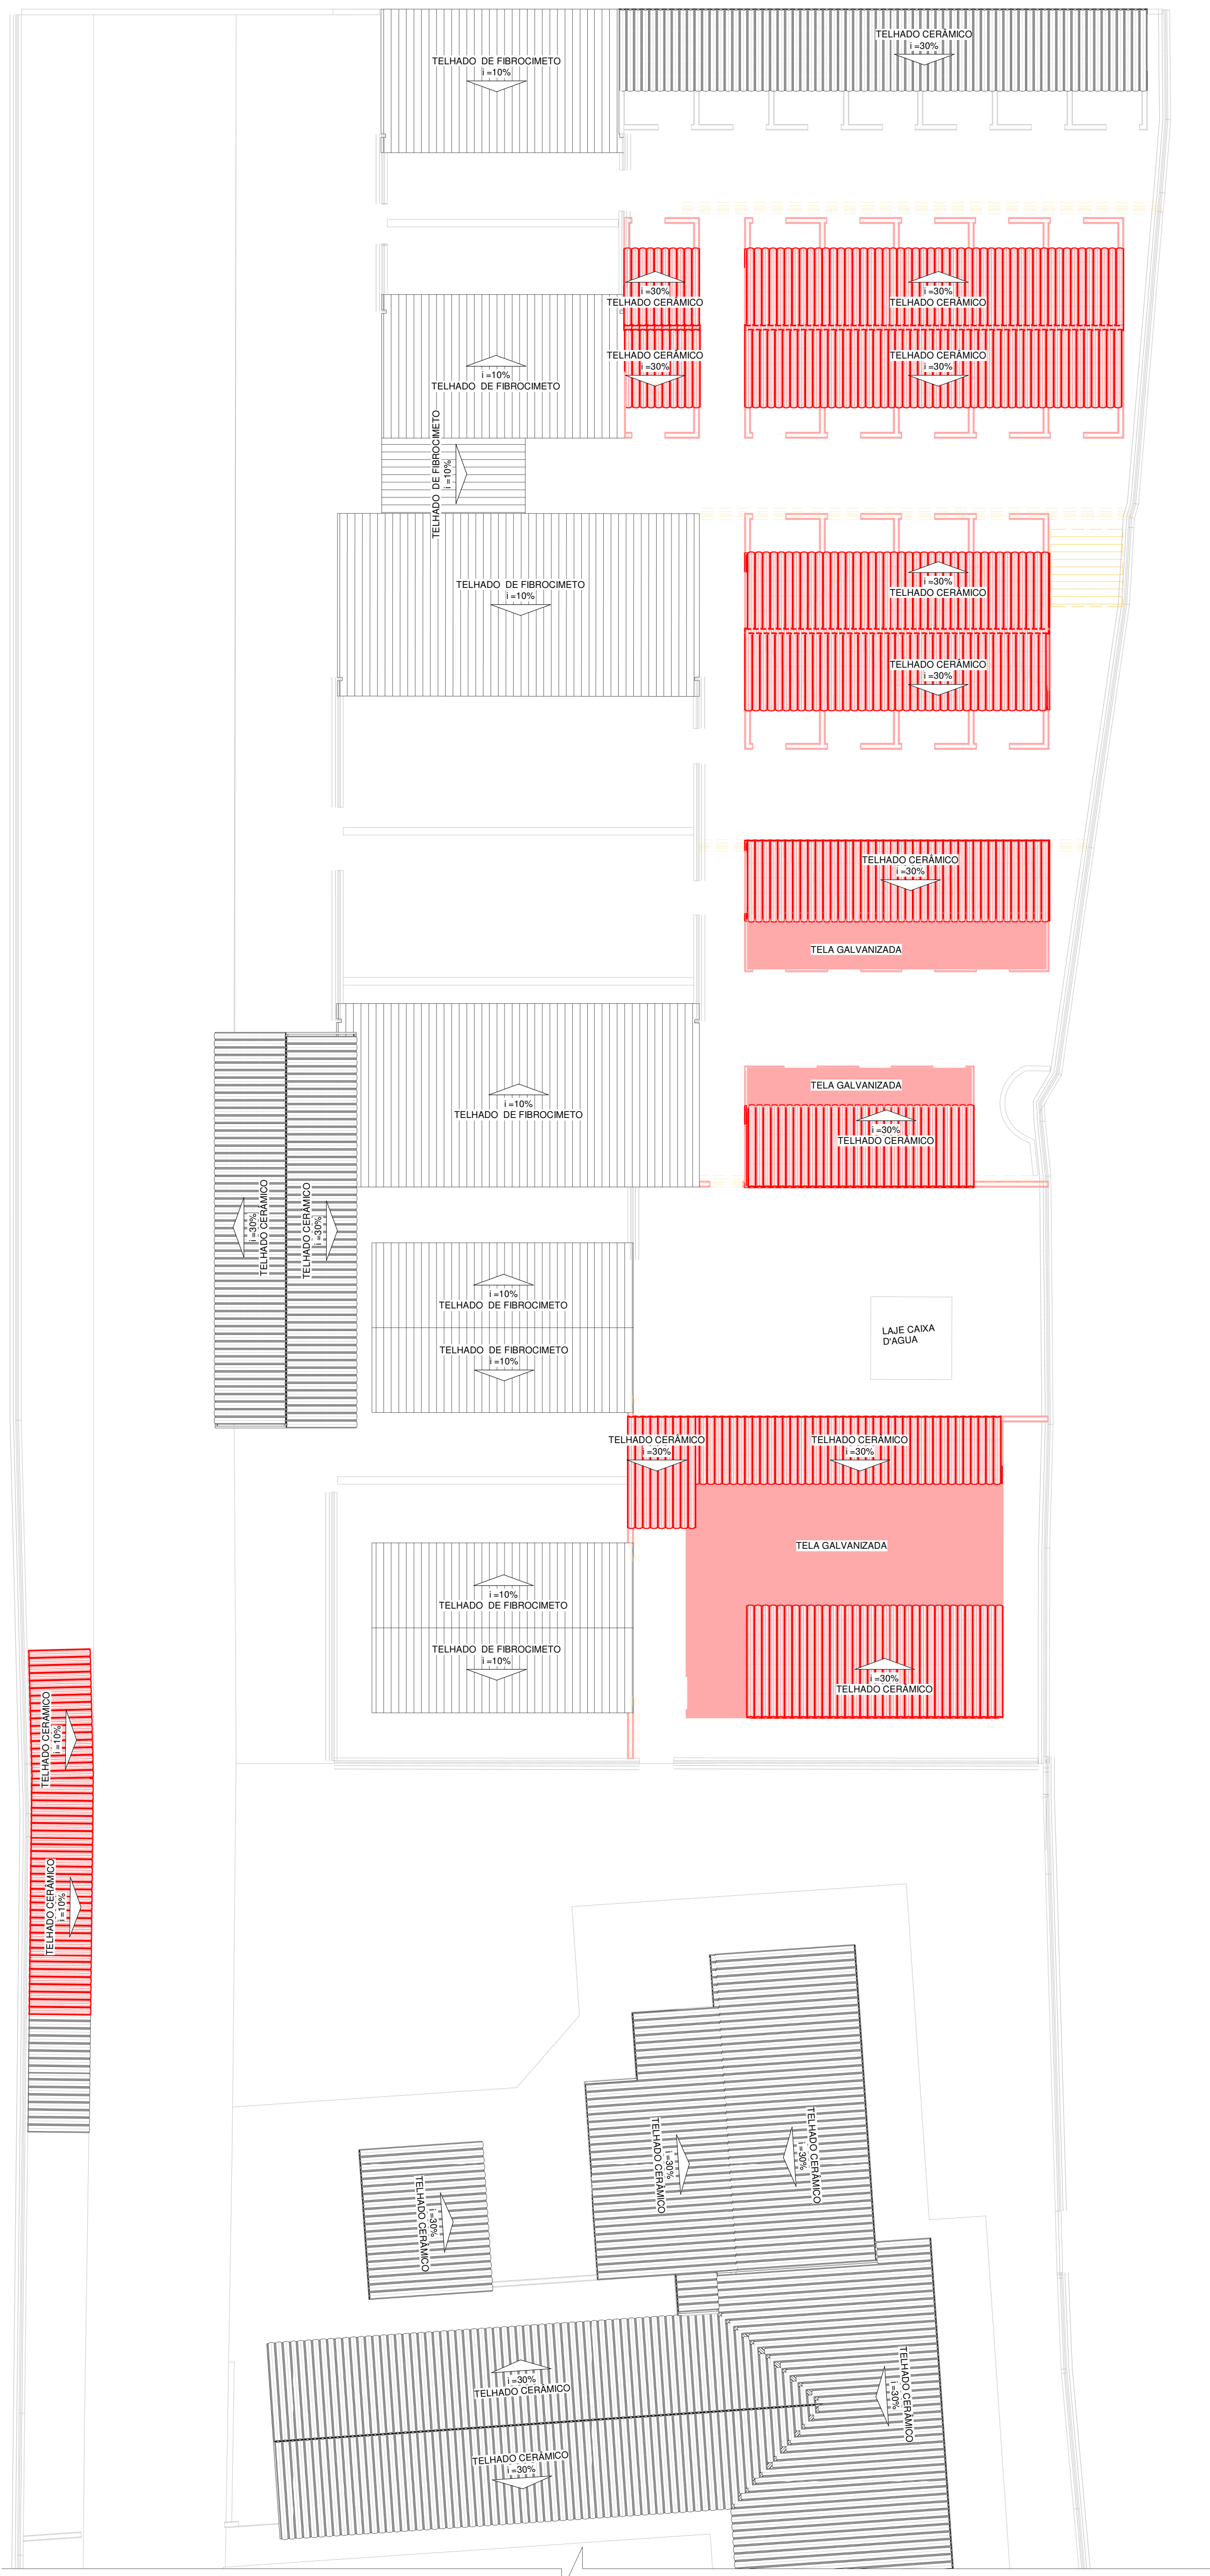 TELHADO CERÂMICO
i =30%
TELHADO DE FIBROCIMETO
i =10%
i =30%
TELHADO CERÂMICO
i =30%
TELHADO CERÂMICO
TELHADO CERÂMICO
i =30%
TELHADO CERÂMICO
i =30%
i =10%
TELHADO DE FIBROCIMETO
TELHADO DE FIBROCIMETO
i =10%
TELHADO DE FIBROCIMETO
i =10%
i =30%
TELHADO CERÂMICO
TELHADO CERÂMICO
i =30%
TELHADO CERÂMICO
i =30%
TELA GALVANIZADA
TELA GALVANIZADA
i =10%
TELHADO DE FIBROCIMETO
i =30%
TELHADO CERÂMICO
i =30%
TELHADO CERÂMICO
TELHADO CERÂMICO
i =30%
i =10%
TELHADO DE FIBROCIMETO
LAJE CAIXA
D'AGUA
TELHADO DE FIBROCIMETO
i =10%
TELHADO CERÂMICO
i =30%
TELHADO CERÂMICO
i =30%
TELA GALVANIZADA
i =10%
TELHADO DE FIBROCIMETO
TELHADO DE FIBROCIMETO
i =10%
i =30%
TELHADO CERÂMICO
TELHADO CERÂMICO
i =10%
TELHADO CERÂMICO
i =10%
TELHADO CERÂMICO
i =30%
TELHADO CERÂMICO
i =30%
TELHADO CERÂMICO
i =30%
i =30%
TELHADO CERÂMICO
TELHADO CERÂMICO
i =30%
TELHADO CERÂMICO
i =30%